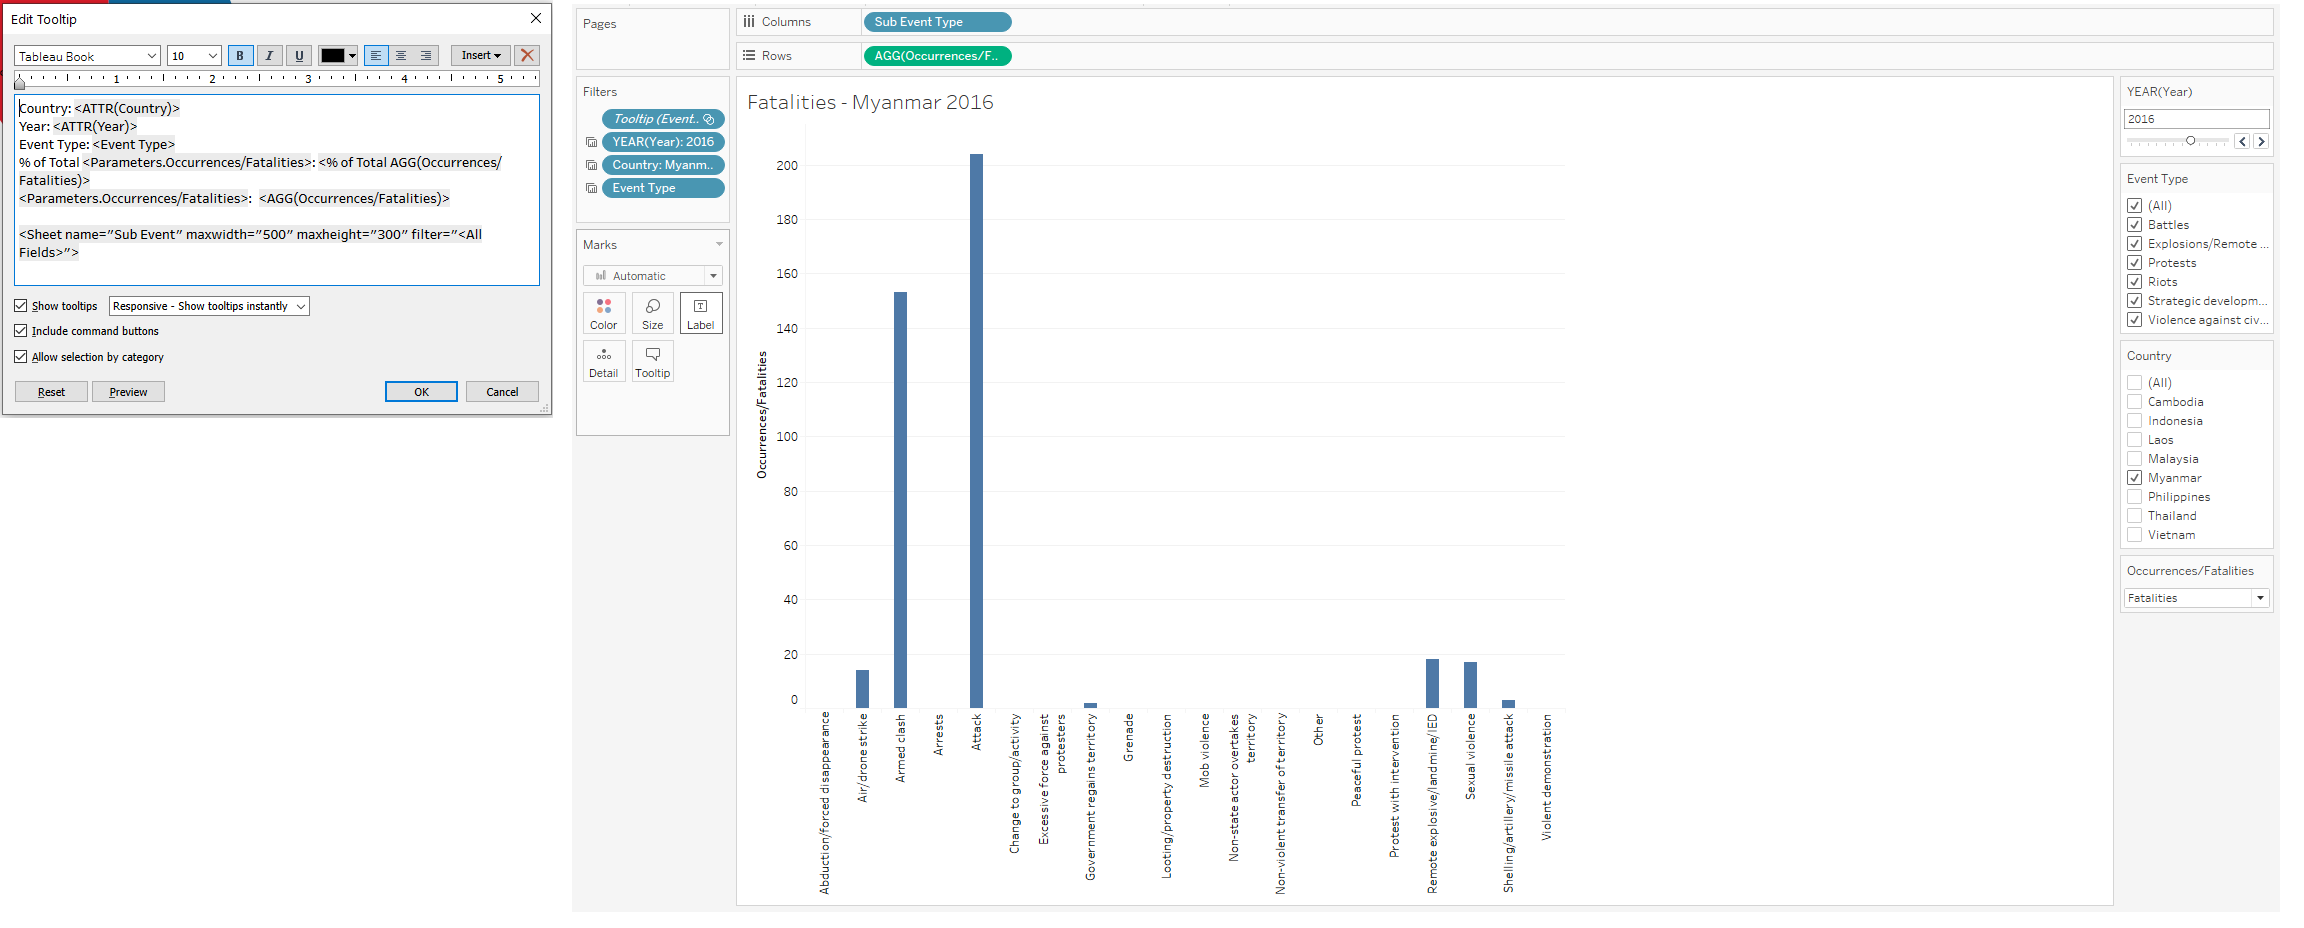 Edit Tooltip
Tableau Book
10
B
I
U
Insert
1 2 3 4 5
Country: <ATTR(Country)>
Year: <ATTR(Year)>
Event Type: <Event Type>
% of Total <Parameters.Occurrences/Fatalities>: <% of Total AGG(Occurrences/
Fatalities)>
<Parameters.Occurrences/Fatalities>:  <AGG(Occurrences/Fatalities)>
<Sheet name="Sub Event" maxwidth="500" maxheight="300" filter="<All
Fields>">
Show tooltips
Responsive - Show tooltips instantly
Include command buttons
Allow selection by category
Reset
Preview
OK
Cancel
Pages
Columns
Sub Event Type
Rows
AGG(Occurrences/F..
Filters
Tooltip (Event..
YEAR(Year): 2016
Country: Myanm..
Event Type
Marks
Automatic
Color
Size
T
Label
Detail
Tooltip
Fatalities - Myanmar 2016
Occurrences/Fatalities
200
180
160
140
120
100
80
60
40
20
0
Abduction/forced disappearance
Air/drone strike
Armed clash
Arrests
Attack
Change to group/activity
Excessive force against
protesters
Government regains territory
Grenade
Looting/property destruction
Mob violence
Non-state actor overtakes
territory
Non-violent transfer of territory
Other
Peaceful protest
Protest with intervention
Remote explosive/landmine/IED
Sexual violence
Shelling/artillery/missile attack
Violent demonstration
YEAR(Year)
2016
Event Type
(All)
Battles
Explosions/Remote ...
Protests
Riots
Strategic developm...
Violence against civ...
Country
(All)
Cambodia
Indonesia
Laos
Malaysia
Myanmar
Philippines
Thailand
Vietnam
Occurrences/Fatalities
Fatalities